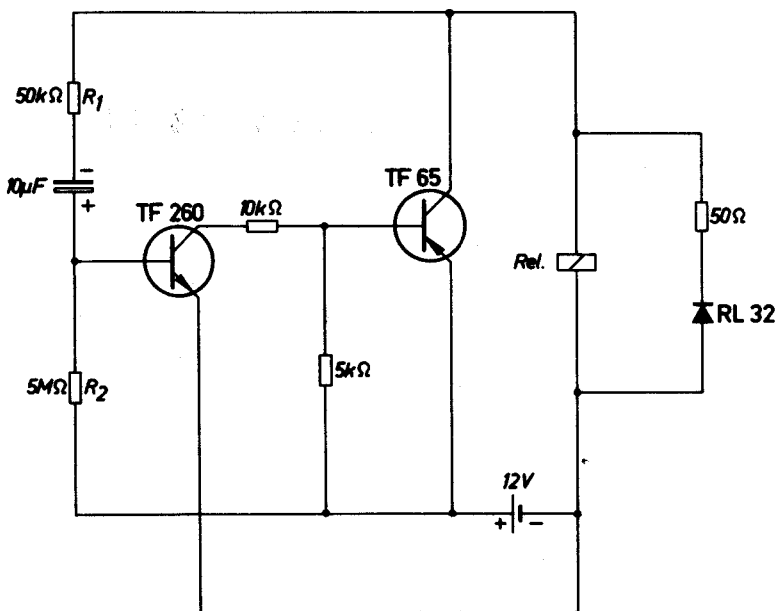 50kΩ R1
10µF
−
+
TF 260
10kΩ
TF 65
Rel.
50Ω
RL 32
5MΩ R2
5kΩ
12V
+ −